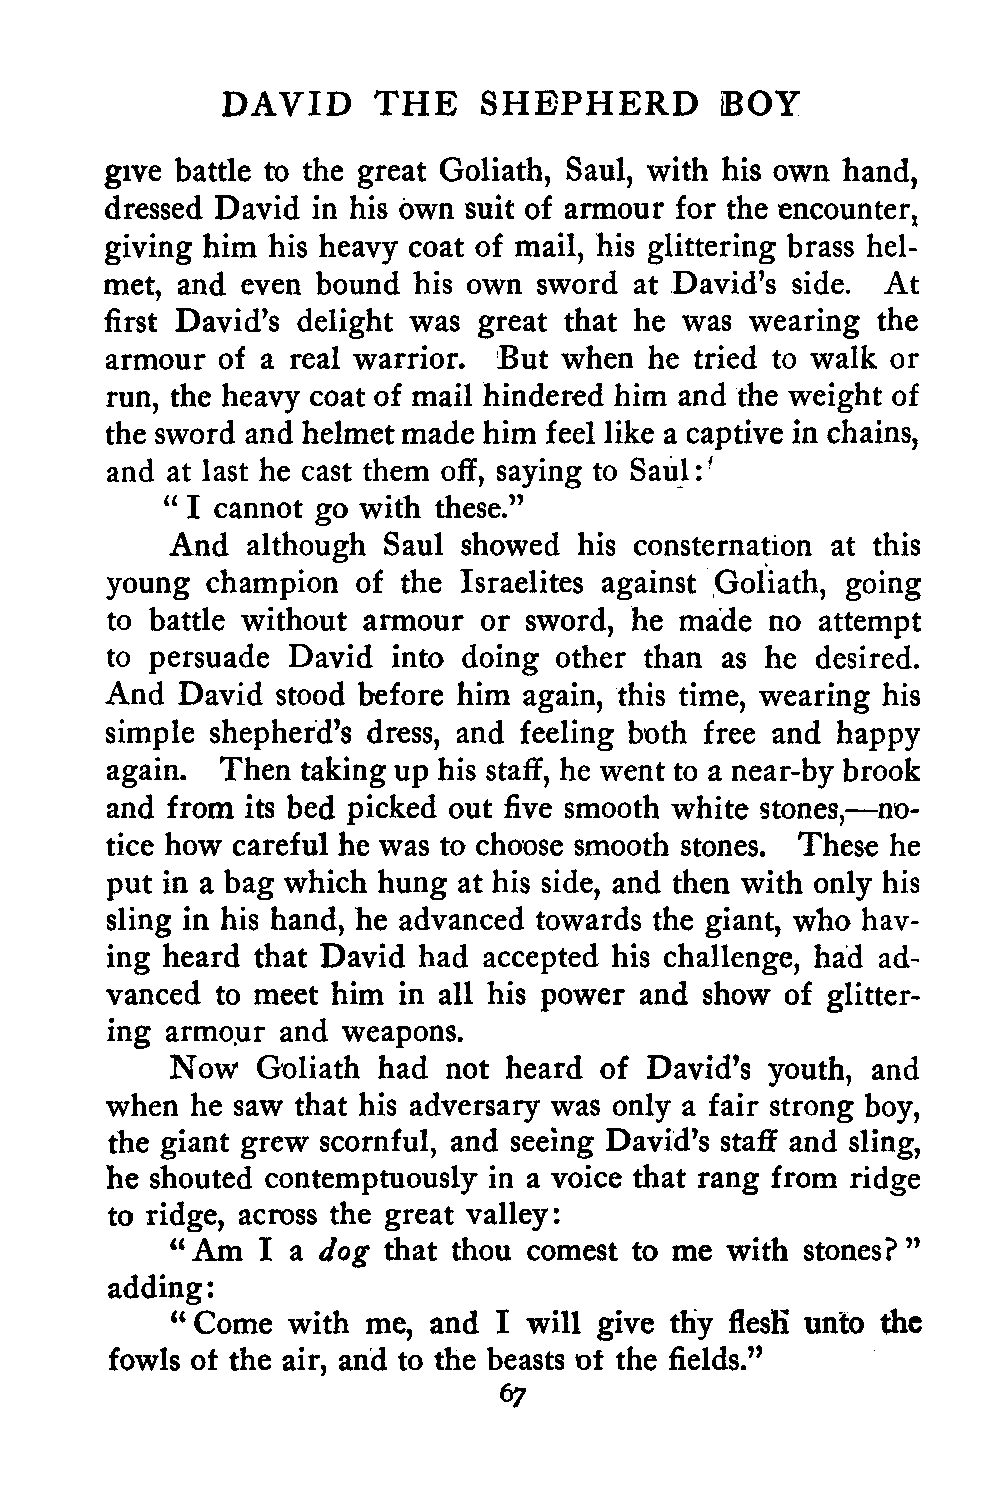 DAVID THE SHEPHERD BOY
give battle to the great Goliath, Saul, with his own hand,
dressed David in his own suit of armour for the encounter,
giving him his heavy coat of mail, his glittering brass hel-
met, and even bound his own sword at David's side. At
first David's delight was great that he was wearing the
armour of a real warrior. But when he tried to walk or
run, the heavy coat of mail hindered him and the weight of
the sword and helmet made him feel like a captive in chains,
and at last he cast them off, saying to Saul:
"I cannot go with these."
And although Saul showed his consternation at this
young champion of the Israelites against Goliath, going
to battle without armour or sword, he made no attempt
to persuade David into doing other than as he desired.
And David stood before him again, this time, wearing his
simple shepherd's dress, and feeling both free and happy
again. Then taking up his staff, he went to a near-by brook
and from its bed picked out five smooth white stones,—no-
tice how careful he was to choose smooth stones. These he
put in a bag which hung at his side, and then with only his
sling in his hand, he advanced towards the giant, who hav-
ing heard that David had accepted his challenge, had ad-
vanced to meet him in all his power and show of glitter-
ing armour and weapons.
Now Goliath had not heard of David's youth, and
when he saw that his adversary was only a fair strong boy,
the giant grew scornful, and seeing David's staff and sling,
he shouted contemptuously in a voice that rang from ridge
to ridge, across the great valley:
"Am I a dog that thou comest to me with stones?"
adding:
"Come with me, and I will give thy flesh unto the
fowls of the air, and to the beasts of the fields."
67